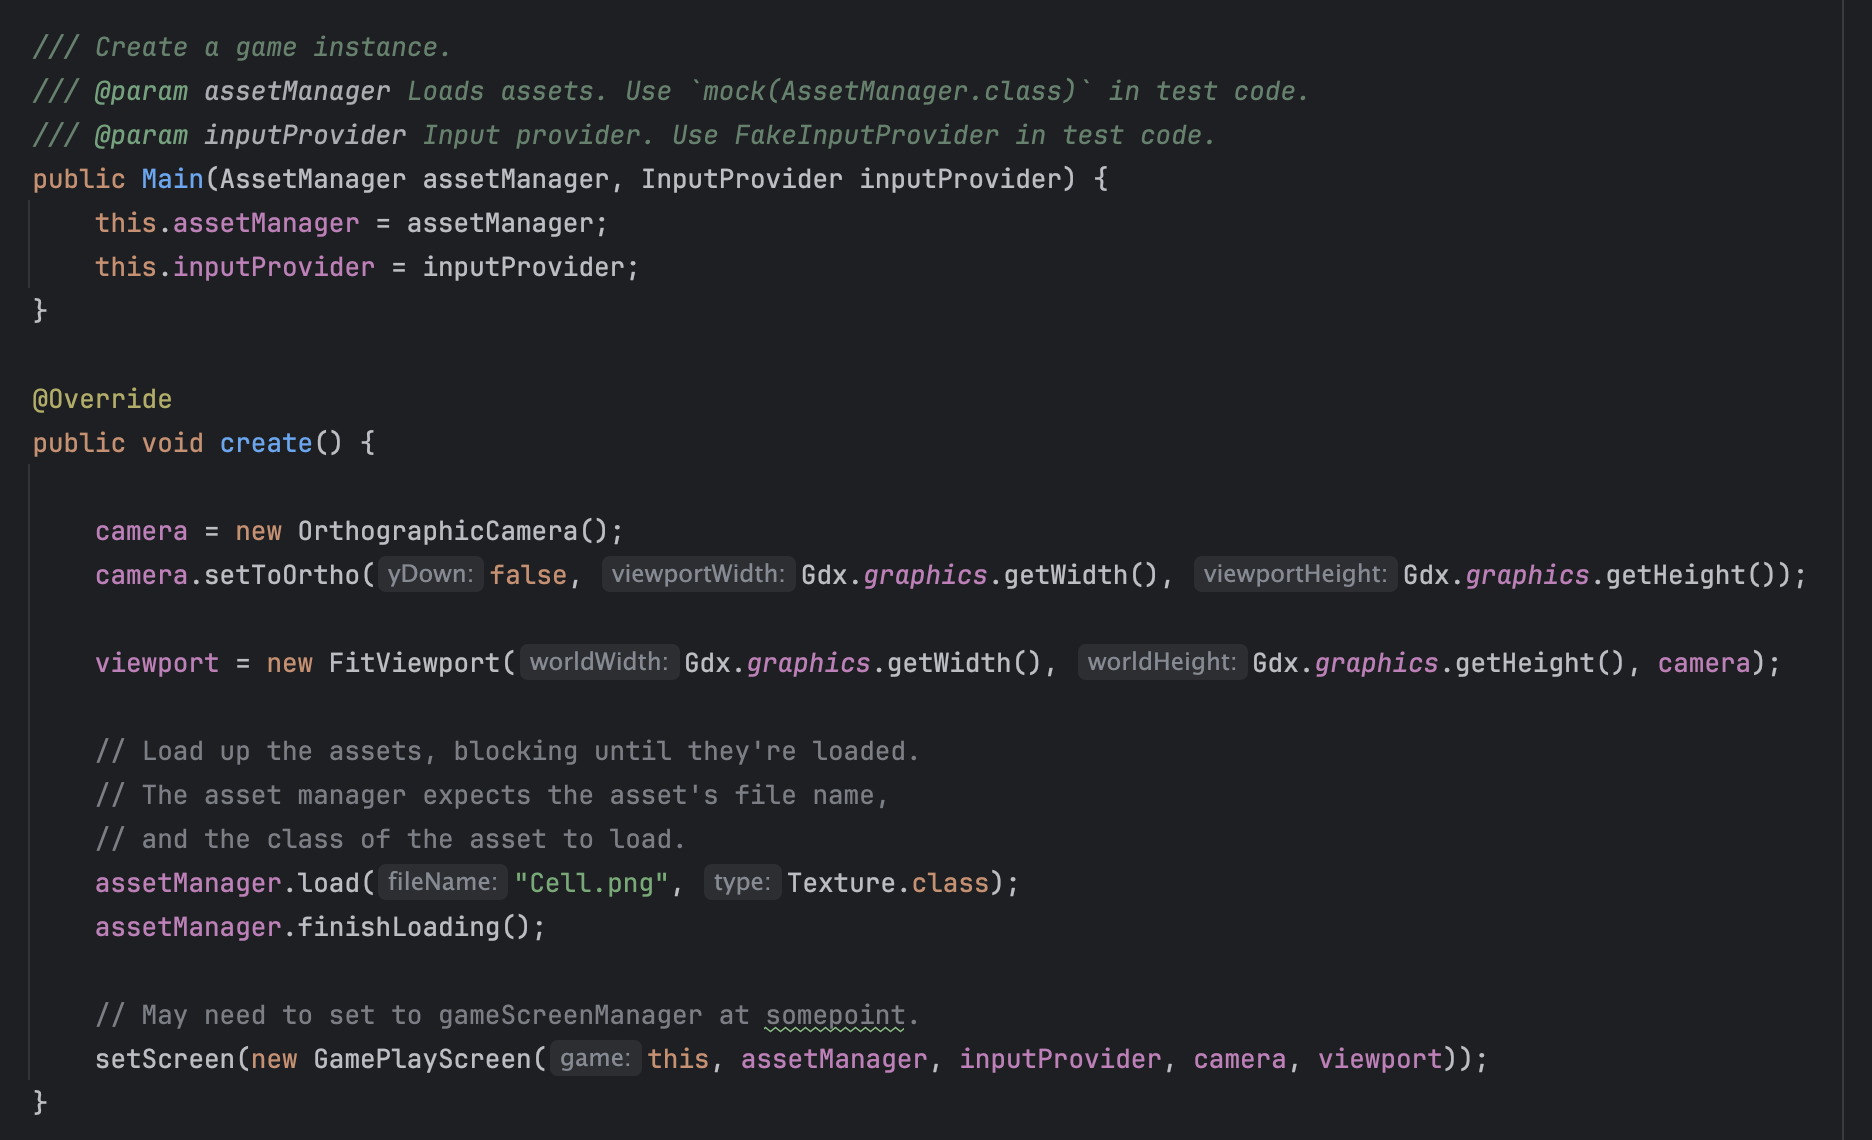 /// Create a game instance.
/// @param assetManager Loads assets. Use `mock(AssetManager.class)` in test code.
/// @param inputProvider Input provider. Use FakeInputProvider in test code.
public Main(AssetManager assetManager, InputProvider inputProvider) {
    this.assetManager = assetManager;
    this.inputProvider = inputProvider;
}
@Override
public void create() {
    camera = new OrthographicCamera();
    camera.setToOrtho( yDown: false, viewportWidth: Gdx.graphics.getWidth(), viewportHeight: Gdx.graphics.getHeight());
    viewport = new FitViewport( worldWidth: Gdx.graphics.getWidth(), worldHeight: Gdx.graphics.getHeight(), camera);
    // Load up the assets, blocking until they're loaded.
    // The asset manager expects the asset's file name,
    // and the class of the asset to load.
    assetManager.load( fileName: "Cell.png", type: Texture.class);
    assetManager.finishLoading();
    // May need to set to gameScreenManager at somepoint.
    setScreen(new GamePlayScreen( game: this, assetManager, inputProvider, camera, viewport));
}